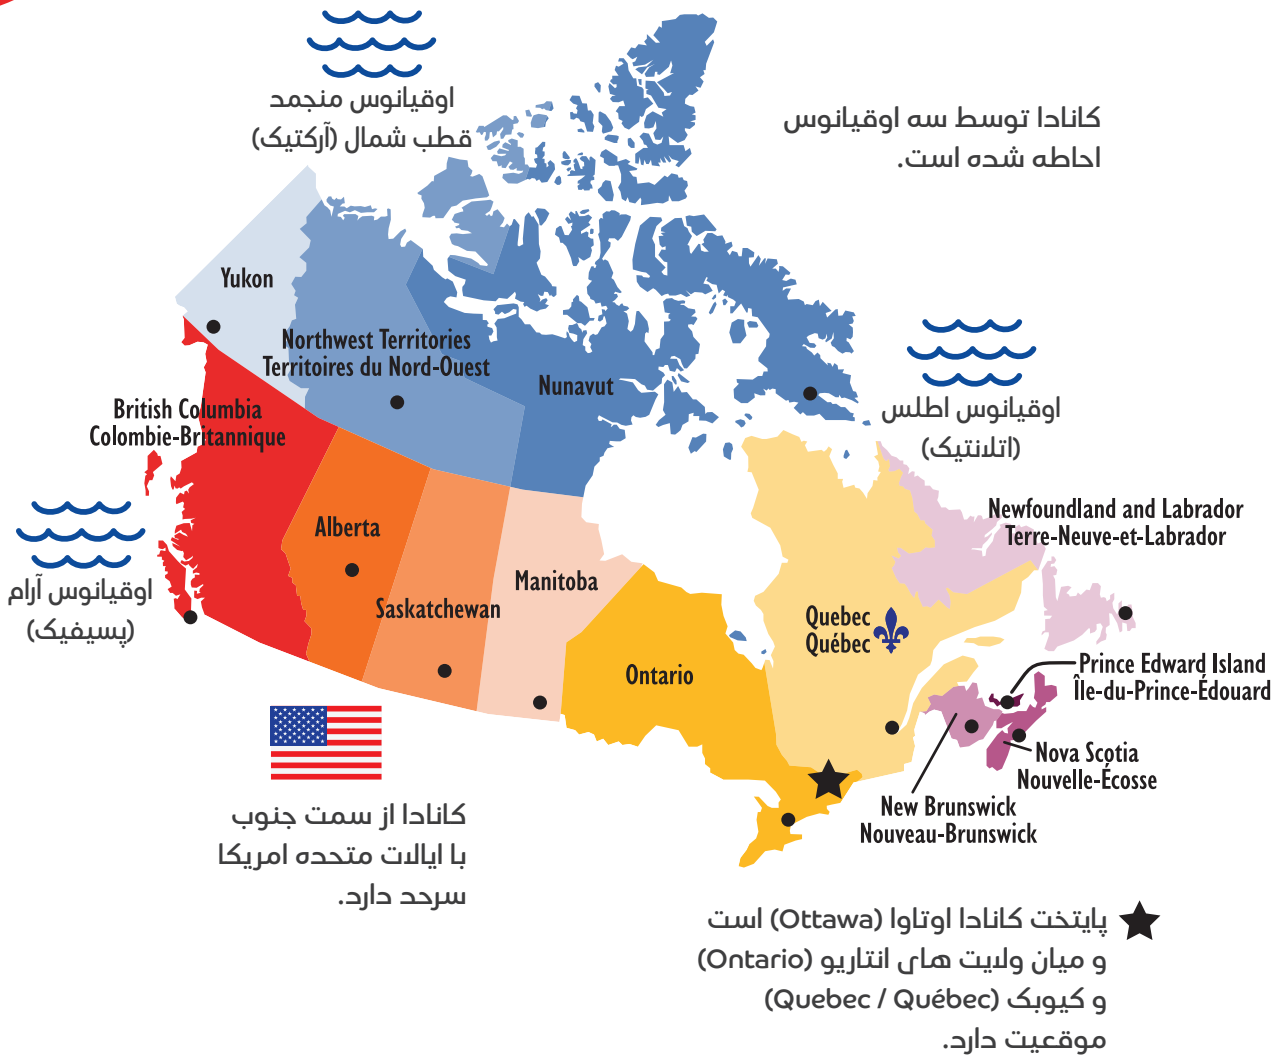 اوقیانوس منجمد
قطب شمال (آرکتیک)
کانادا توسط سه اوقیانوس
احاطه شده است.
Yukon
Northwest Territories
Territoires du Nord-Ouest
Nunavut
British Columbia
Colombie-Britannique
اوقیانوس اطلس
(اتلانتیک)
Alberta
Saskatchewan
Manitoba
Newfoundland and Labrador
Terre-Neuve-et-Labrador
اوقیانوس آرام
(پسیفیک)
Ontario
Quebec
Québec
Prince Edward Island
Île-du-Prince-Édouard
Nova Scotia
Nouvelle-Écosse
New Brunswick
Nouveau-Brunswick
کانادا از سمت جنوب
با ایالات متحده امریکا
سرحد دارد.
پایتخت کانادا اوتاوا (Ottawa) است
و میان ولایت های انتاریو (Ontario)
و کیوبک (Quebec / Québec)
موقعیت دارد.